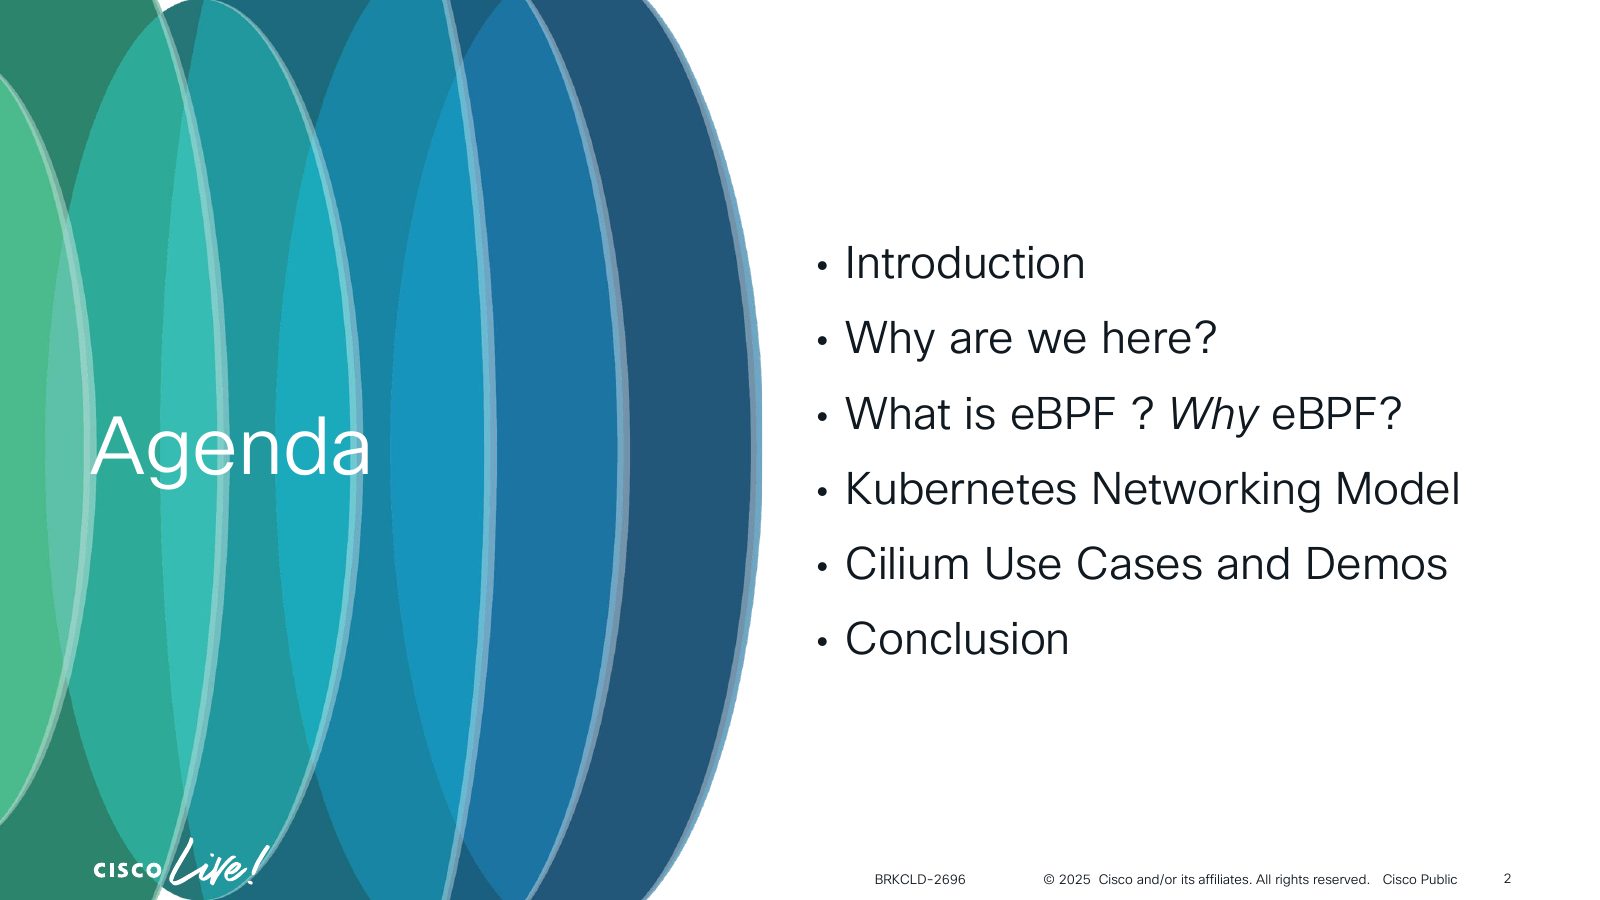 Agenda
• Introduction
• Why are we here?
• What is eBPF ? Why eBPF?
• Kubernetes Networking Model
• Cilium Use Cases and Demos
• Conclusion
CISCO Live!
BRKCLD-2696 © 2025 Cisco and/or its affiliates. All rights reserved. Cisco Public 2